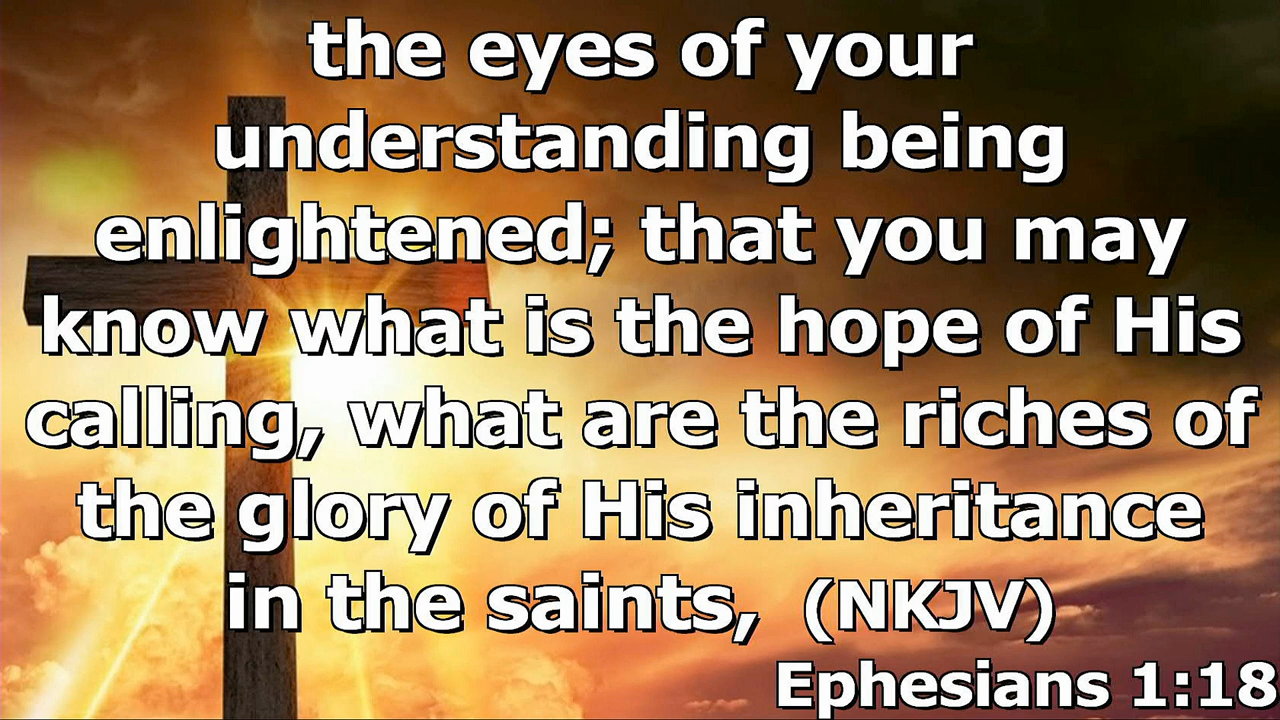 the eyes of your
understanding being
enlightened; that you may
know what is the hope of His
calling, what are the riches of
the glory of His inheritance
in the saints, (NKJV)
Ephesians 1:18